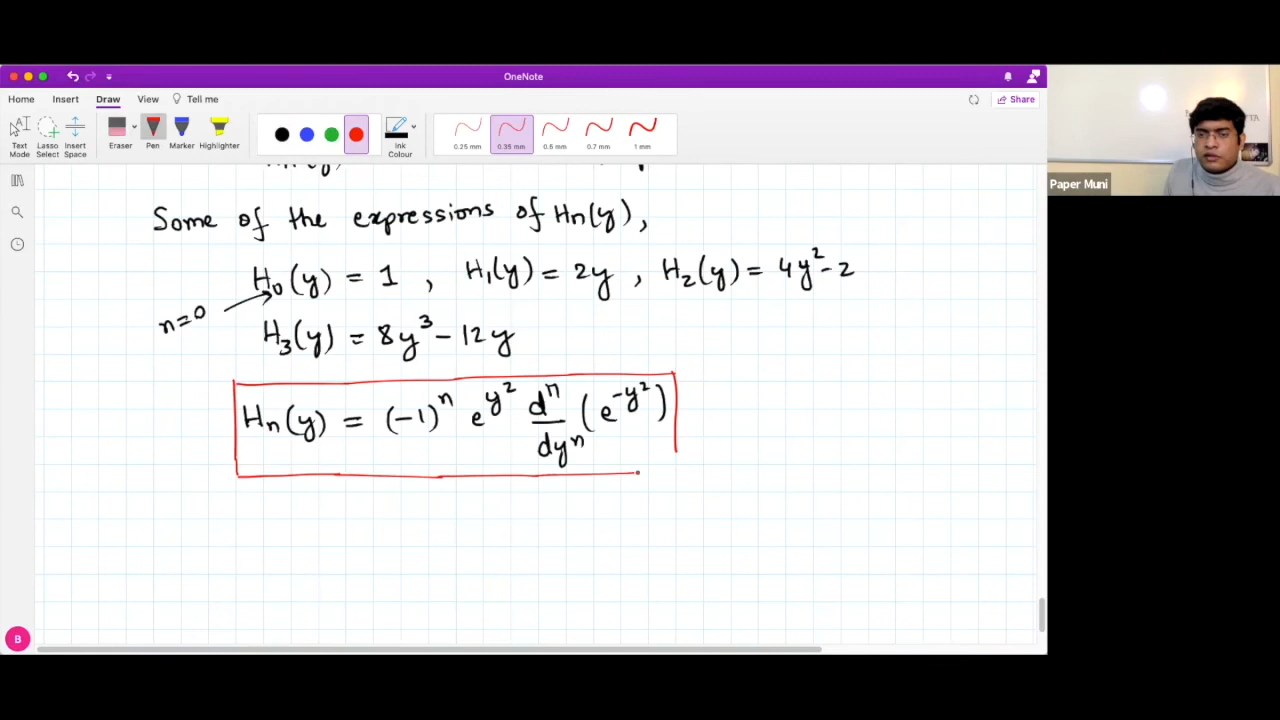 OneNote
Home Insert Draw View Tell me
Share
Text Mode
Lasso Select
Insert Space
Eraser
Pen
Marker
Highlighter
Ink Colour
0.25 mm 0.35 mm 0.5 mm 0.7 mm 1 mm
Paper Muni
Some of the expressions of Hₙ(y),
H₀(y) = 1 , H₁(y) = 2y , H₂(y) = 4y² - 2
n=0
H₃(y) = 8y³ - 12y
Hₙ(y) = (-1)ⁿ e^{y²} dⁿ/dyⁿ (e^{-y²})
B